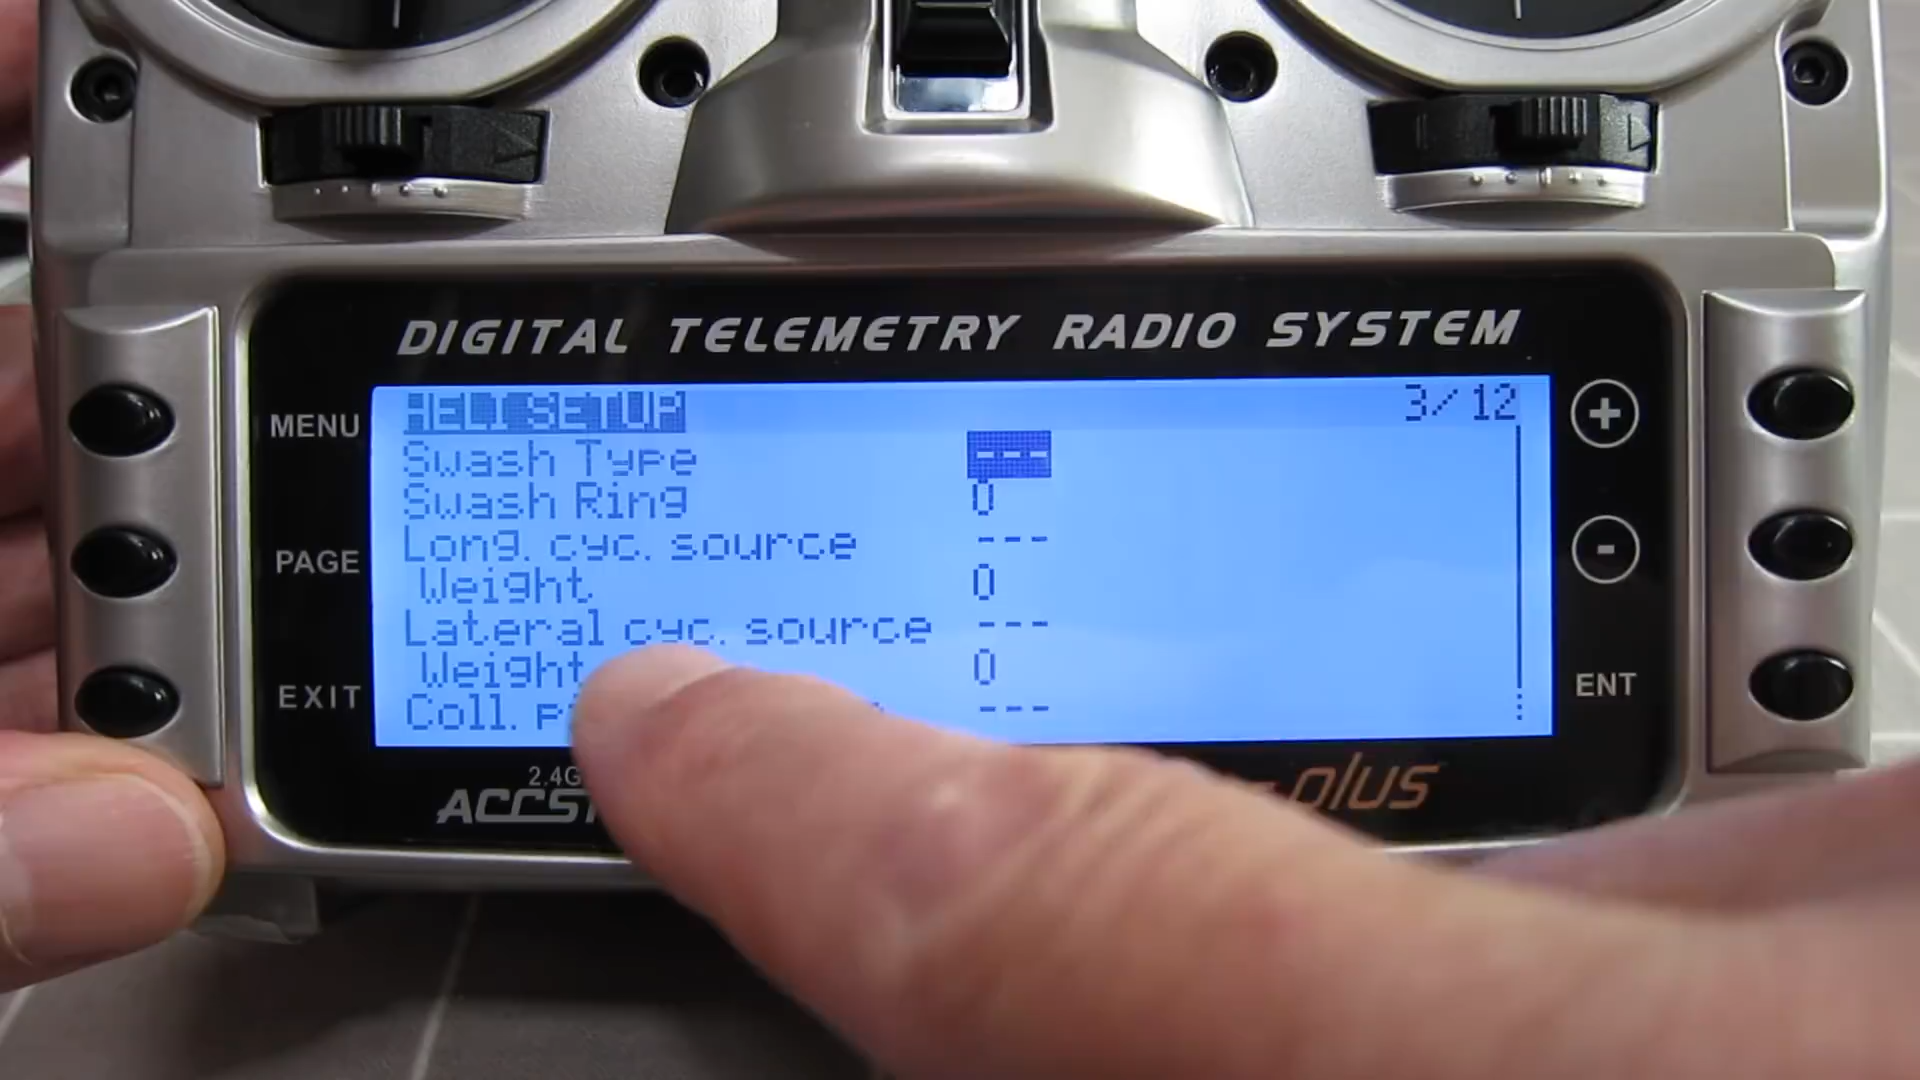 DIGITAL TELEMETRY RADIO SYSTEM
HELI SETUP 3/12
Swash Type ---
Swash Ring 0
Long. cyc. source ---
Weight 0
Lateral cyc. source ---
Weight 0
Coll. ---
MENU
PAGE
EXIT
+
-
ENT
2.4G
plus